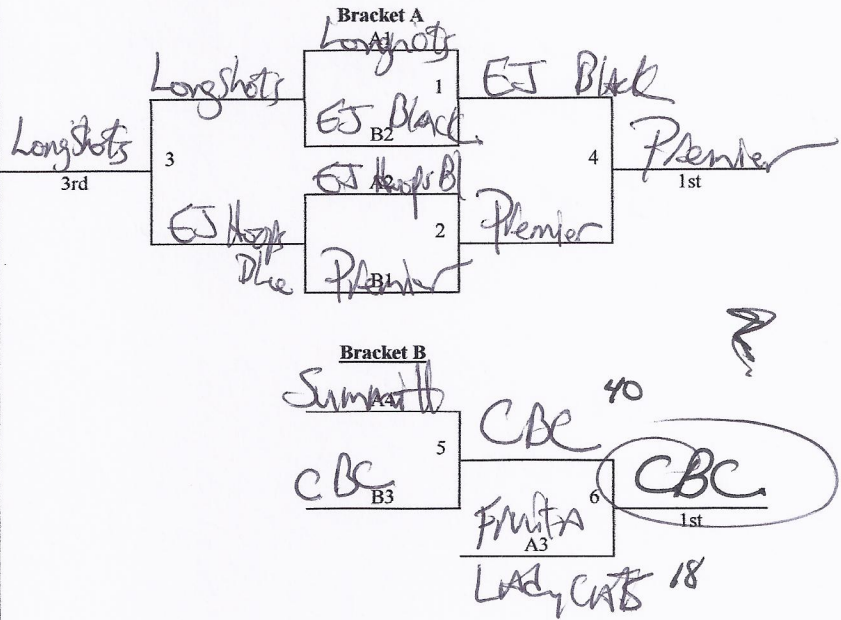 Bracket A
A1
Longhots
LongShots
1
EJ Black
EJ Black
B2
LongShots
3rd
3
4
Premier
1st
EJ Hoops Bl
A2
EJ Hoops
Blue
2
Premier
Premier
B1
Bracket B
Summitt
A4
40
5
CBC
CBC
B3
6
CBC
1st
Fruita
A3
Lady CATS 18